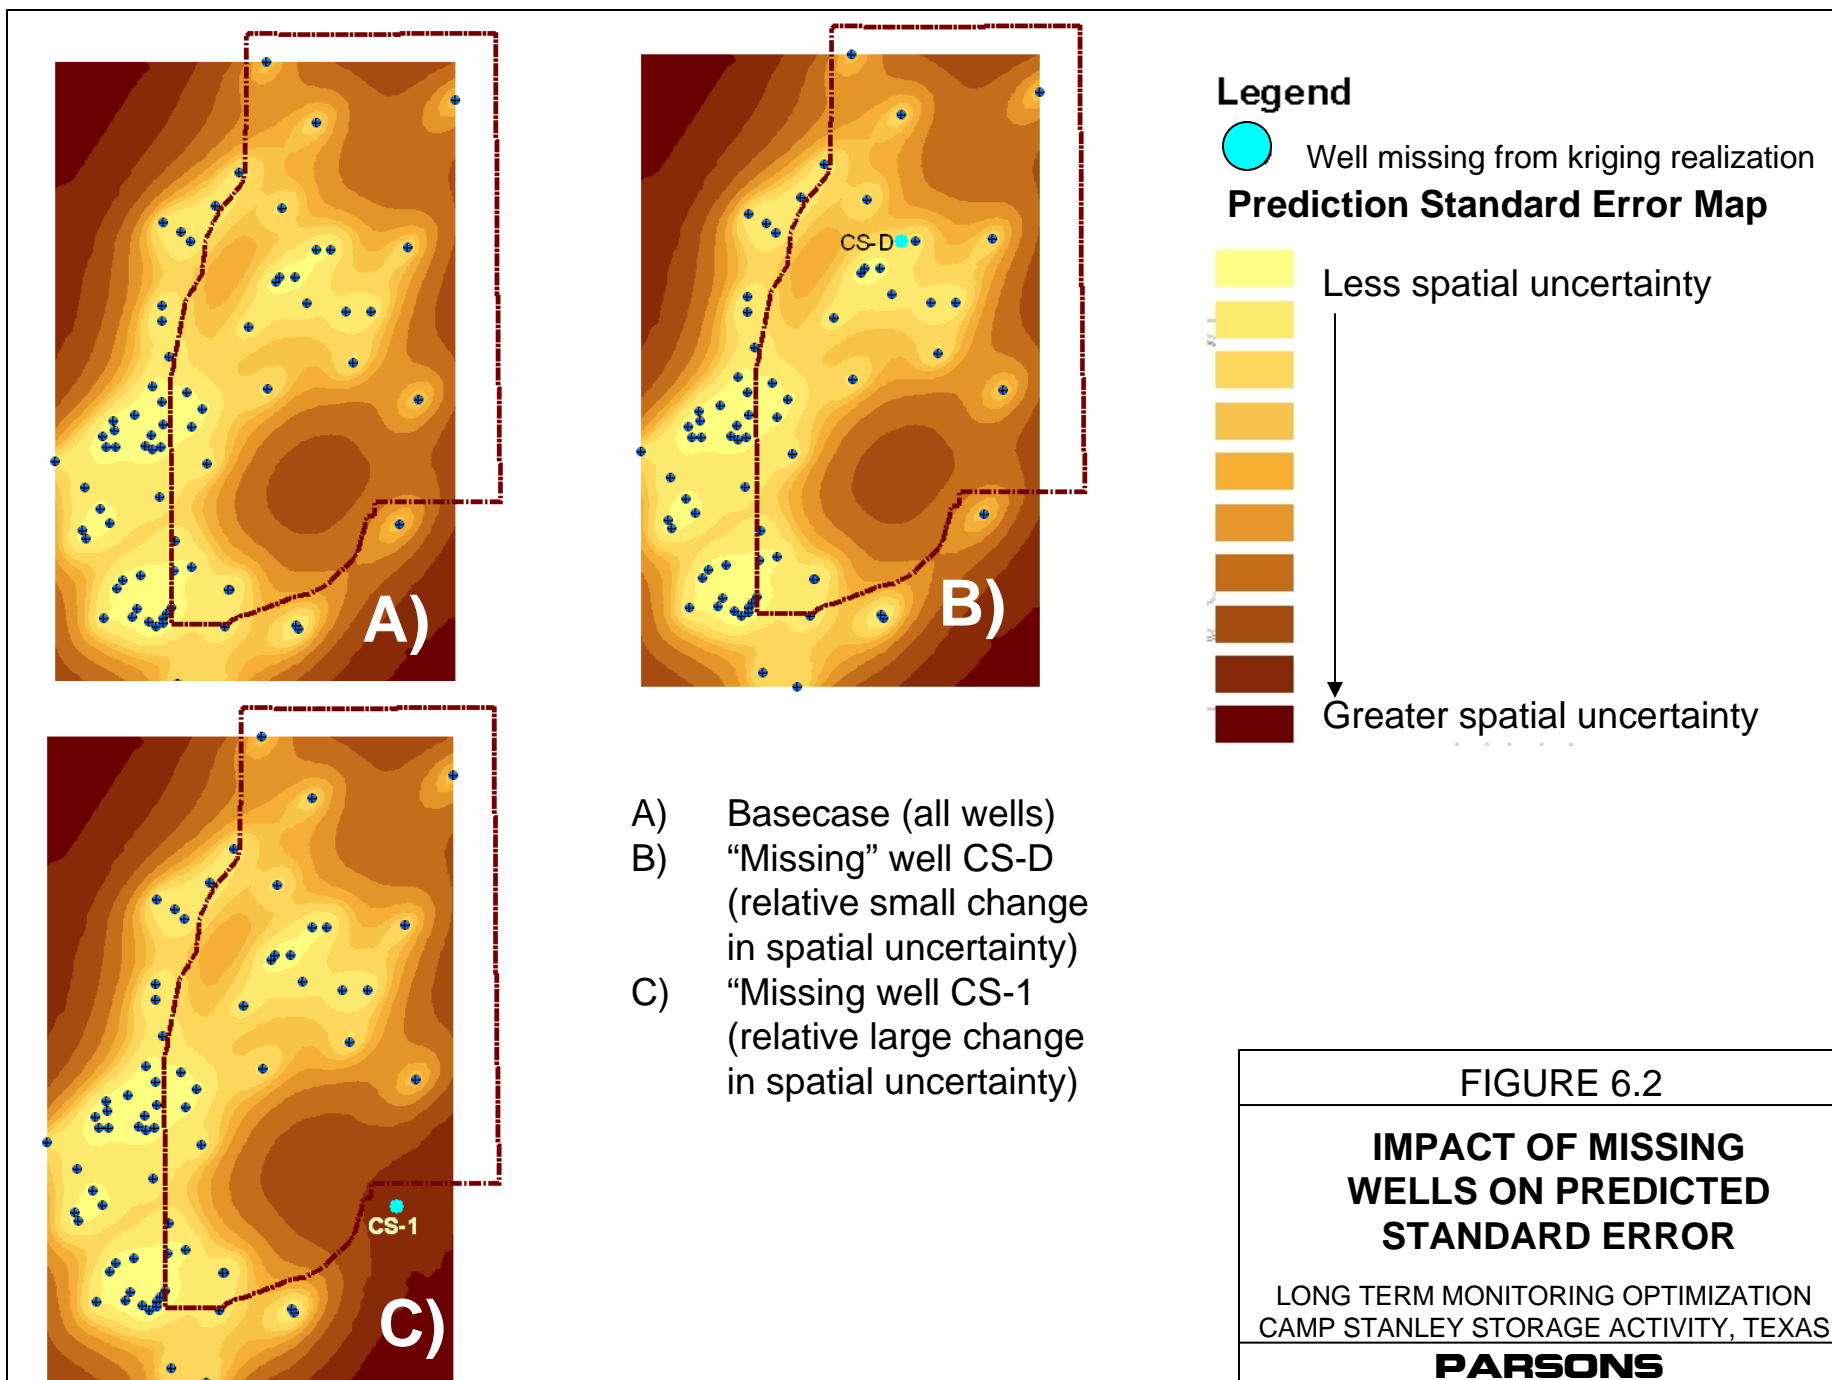 A)
B)
CS-D
Legend
Well missing from kriging realization
Prediction Standard Error Map
Less spatial uncertainty
Greater spatial uncertainty
C)
CS-1
A) Basecase (all wells)
B) “Missing” well CS-D
(relative small change
in spatial uncertainty)
C) “Missing well CS-1
(relative large change
in spatial uncertainty)
FIGURE 6.2
IMPACT OF MISSING
WELLS ON PREDICTED
STANDARD ERROR
LONG TERM MONITORING OPTIMIZATION
CAMP STANLEY STORAGE ACTIVITY, TEXAS
PARSONS